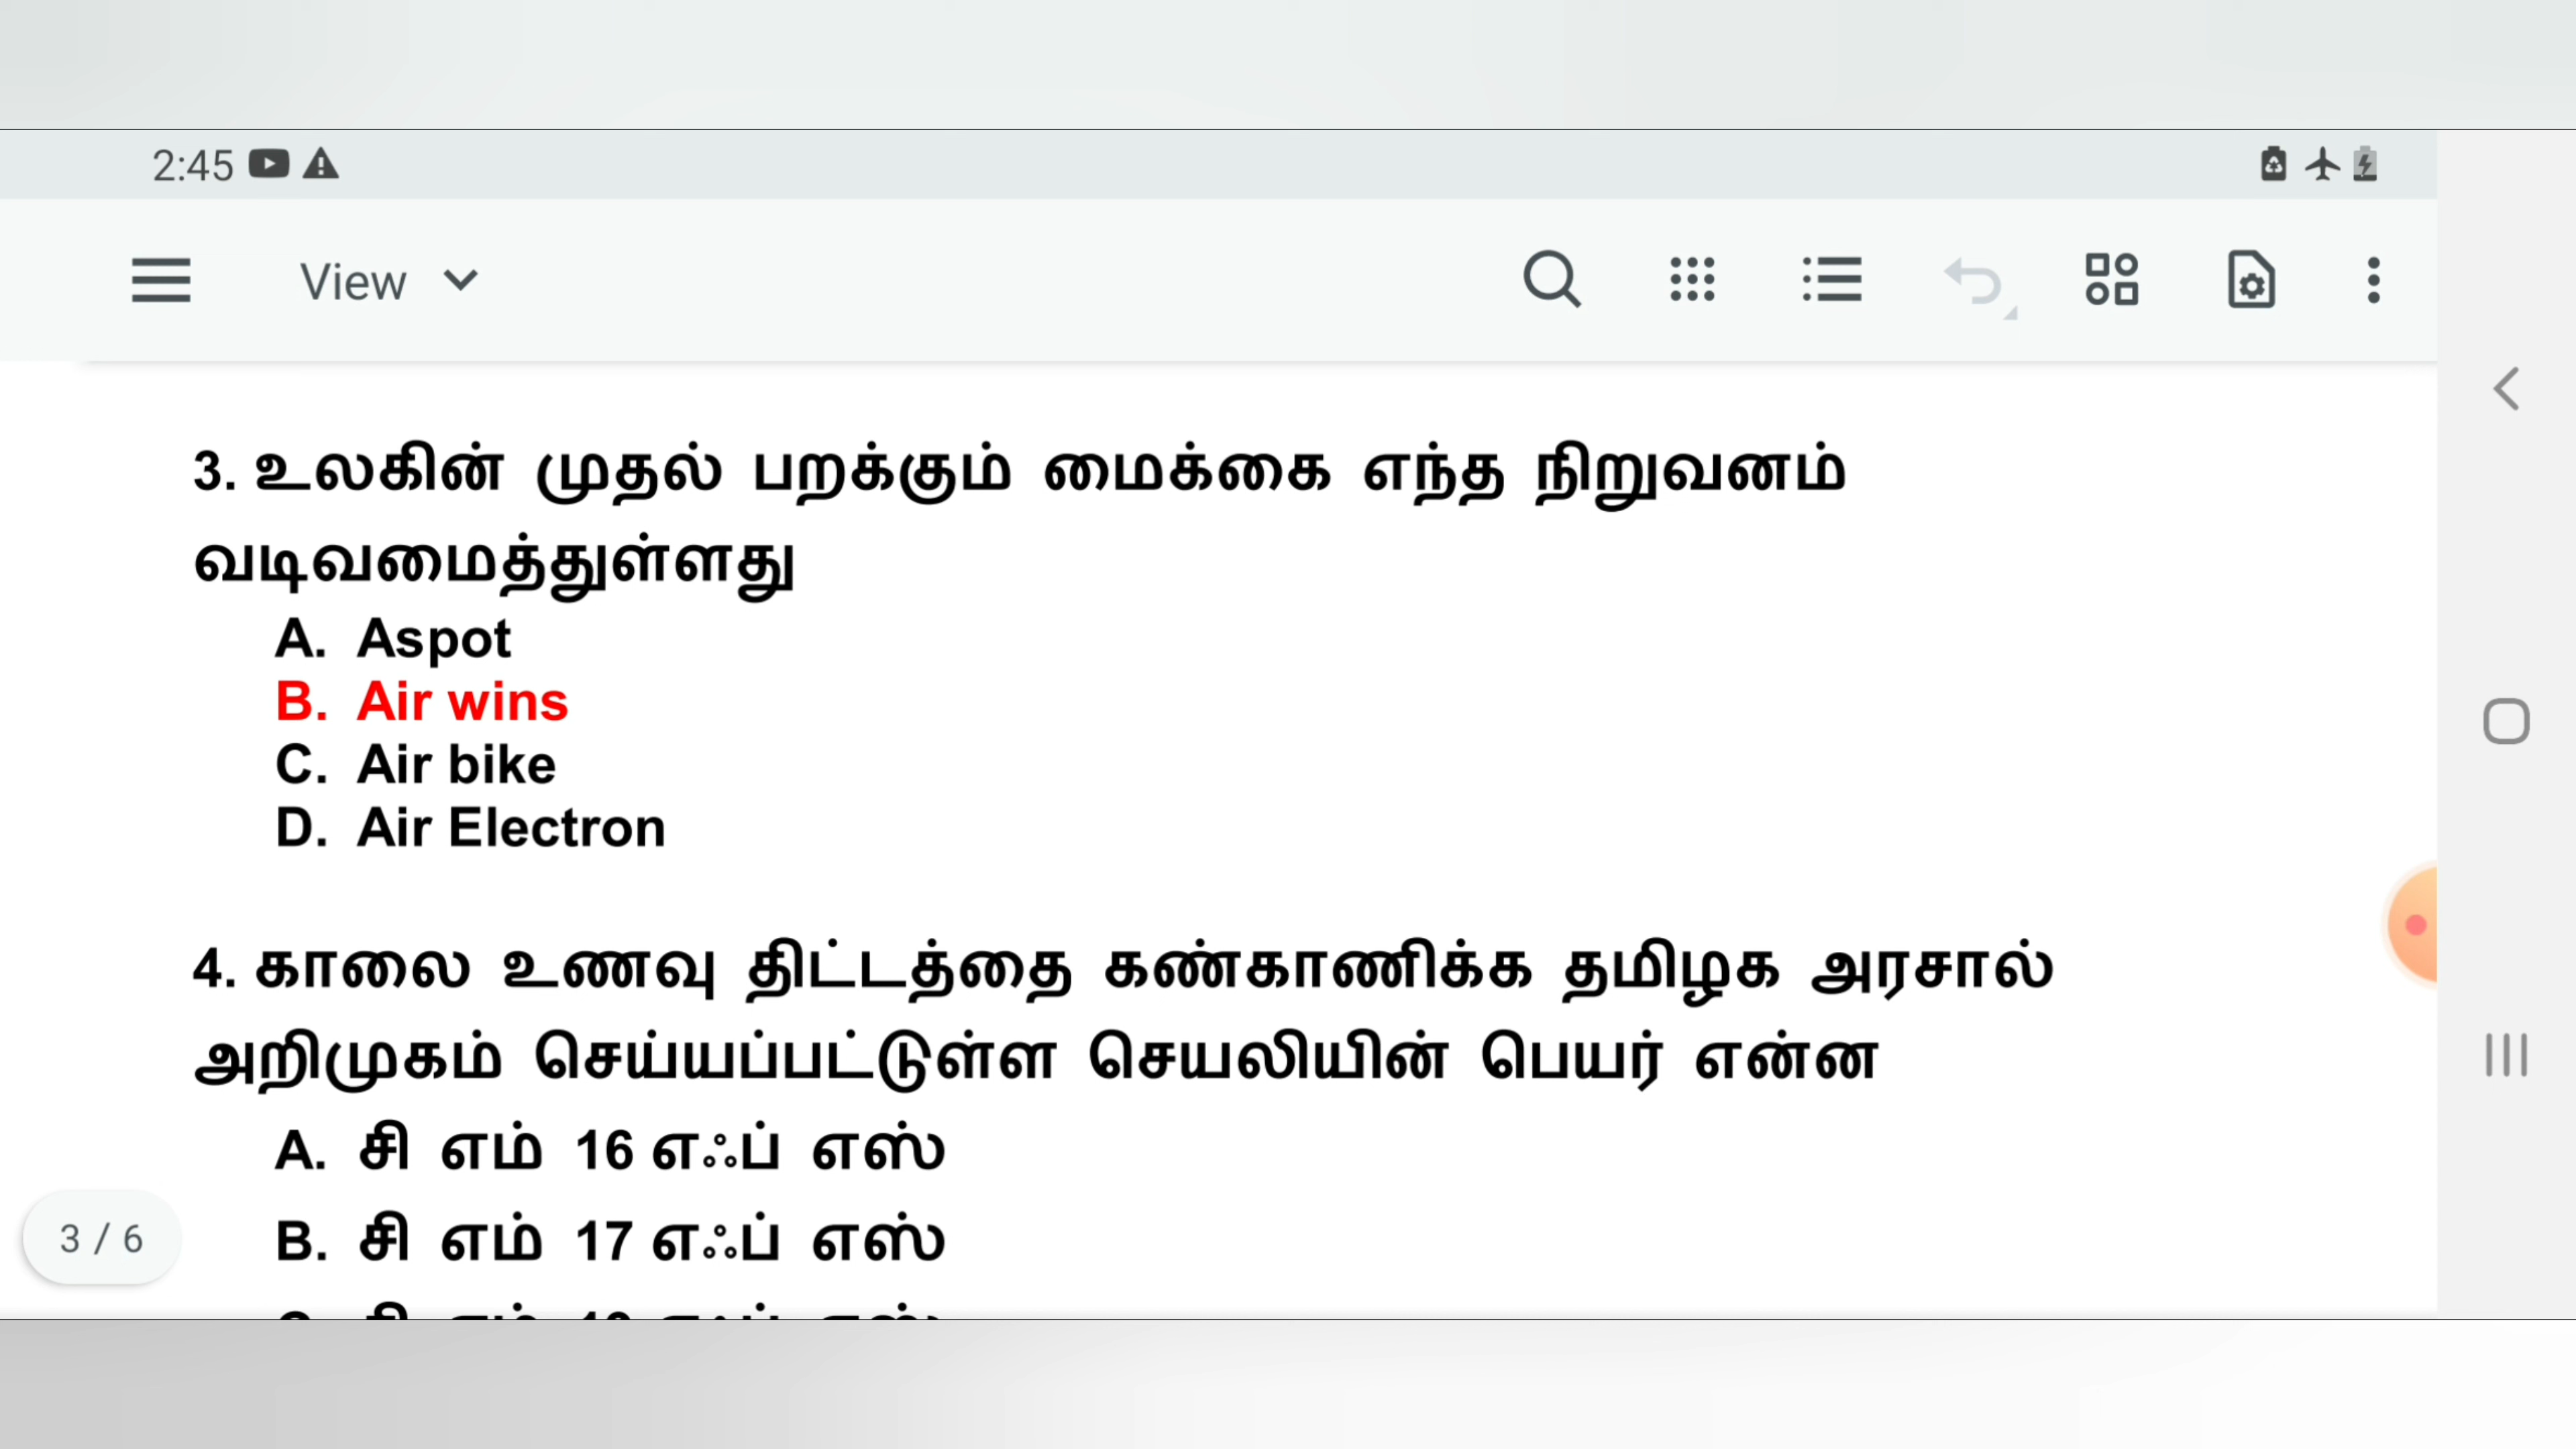 2:45
View
3. உலகின் முதல் பறக்கும் மைக்கை எந்த நிறுவனம்
வடிவமைத்துள்ளது
A. Aspot
B. Air wins
C. Air bike
D. Air Electron
4. காலை உணவு திட்டத்தை கண்காணிக்க தமிழக அரசால்
அறிமுகம் செய்யப்பட்டுள்ள செயலியின் பெயர் என்ன
A. சி எம் 16 எஃப் எஸ்
B. சி எம் 17 எஃப் எஸ்
3 / 6